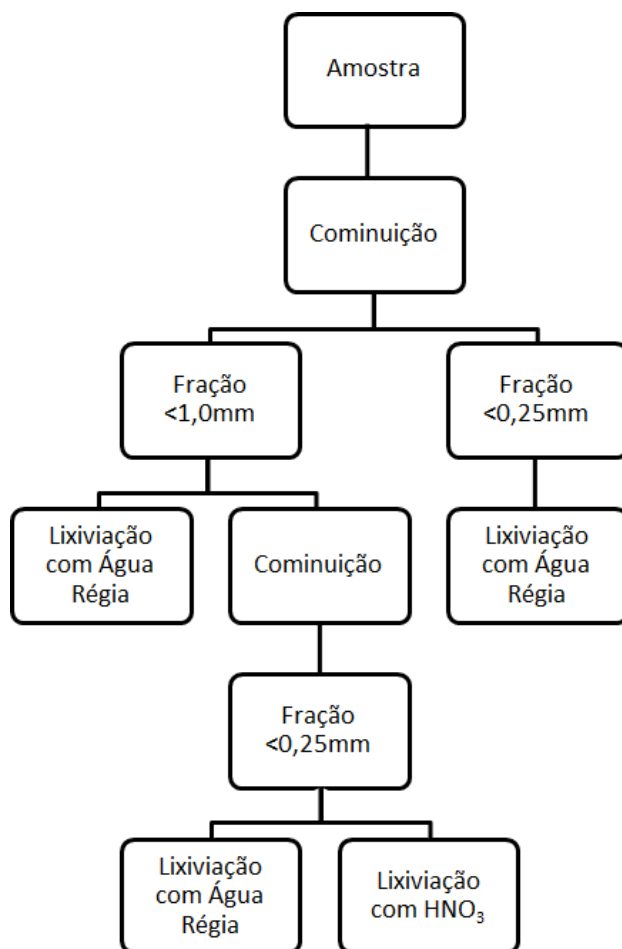 Amostra
Cominuição
Fração
<1,0mm
Fração
<0,25mm
Lixiviação
com Água
Régia
Cominuição
Lixiviação
com Água
Régia
Fração
<0,25mm
Lixiviação
com Água
Régia
Lixiviação
com HNO₃